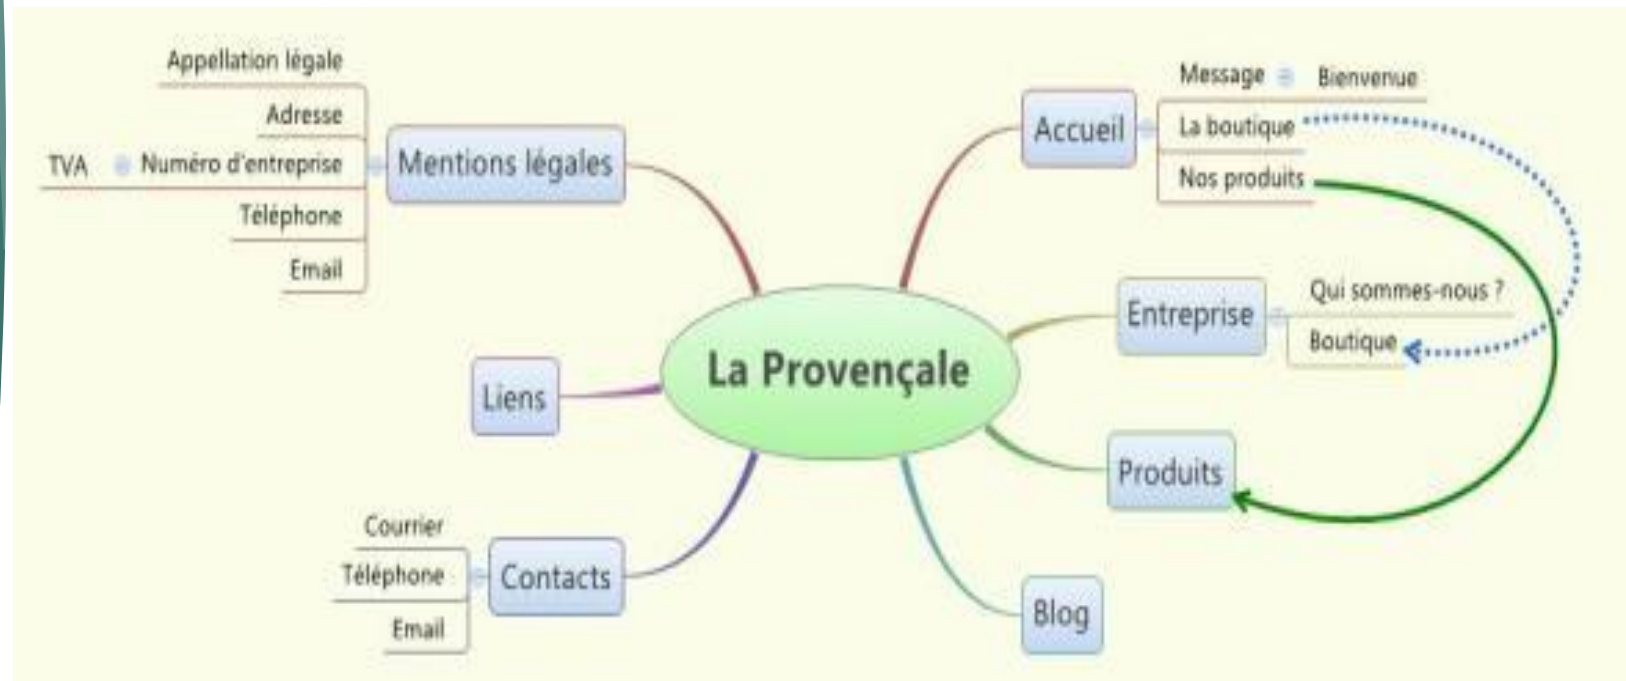 La Provençale
Accueil
Message
Bienvenue
La boutique
Nos produits
Entreprise
Qui sommes-nous ?
Boutique
Produits
Blog
Contacts
Courrier
Téléphone
Email
Liens
Mentions légales
Appellation légale
Adresse
Numéro d'entreprise
TVA
Téléphone
Email